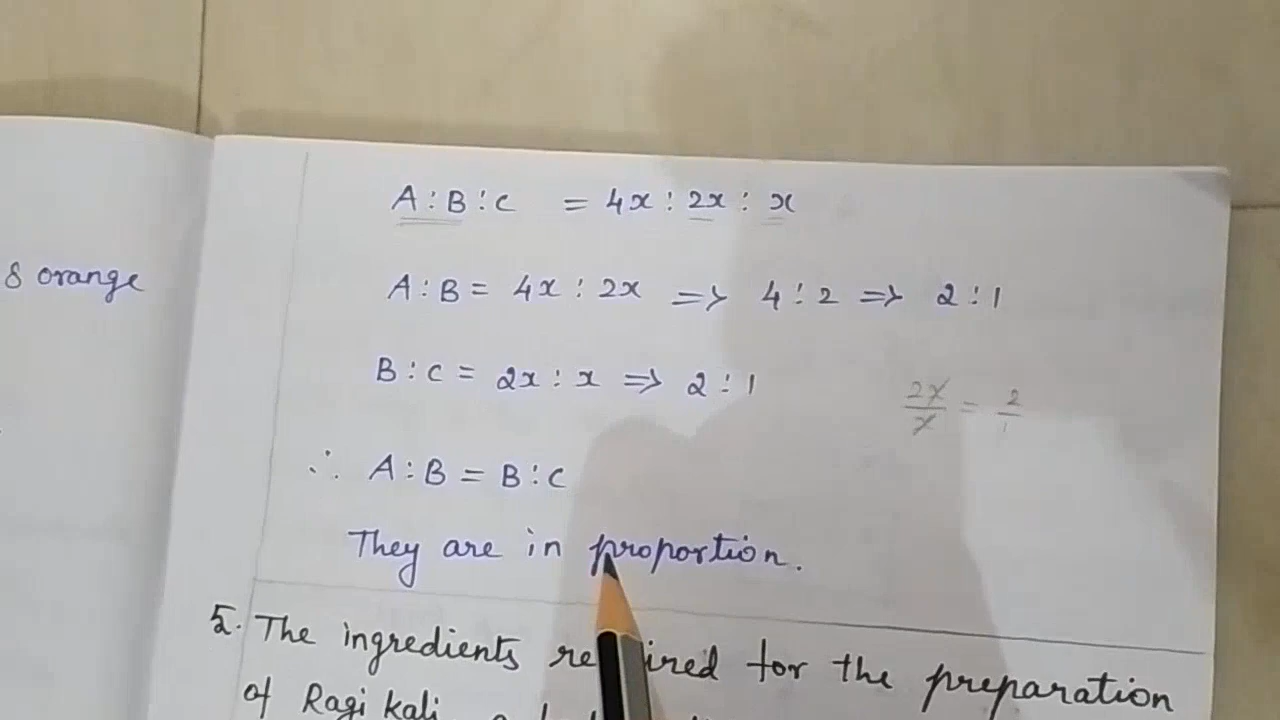 8 orange
A : B : C = 4x : 2x : x
A : B = 4x : 2x => 4 : 2 => 2 : 1
B : C = 2x : x => 2 : 1
2x/x = 2/1
∴ A : B = B : C
They are in proportion.
5. The ingredients required for the preparation
of Ragi Kali